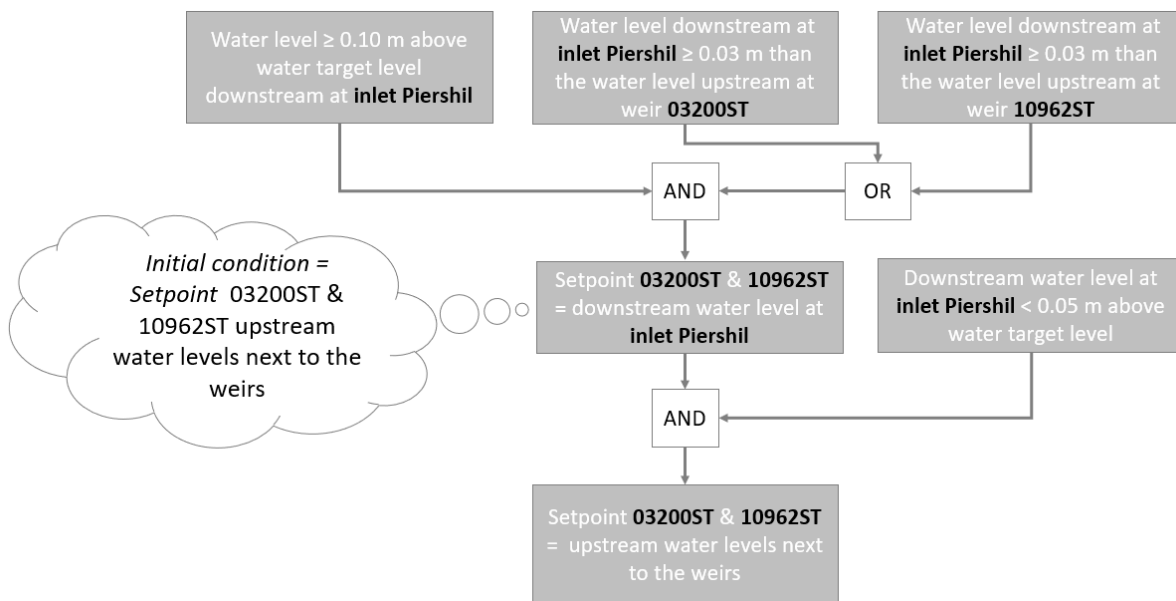 Water level ≥ 0.10 m above
water target level
downstream at inlet Piershil
Water level downstream at
inlet Piershil ≥ 0.03 m than
the water level upstream at
weir 03200ST
Water level downstream at
inlet Piershil ≥ 0.03 m than
the water level upstream at
weir 10962ST
AND
OR
Initial condition =
Setpoint 03200ST &
10962ST upstream
water levels next to the
weirs
Setpoint 03200ST & 10962ST
= downstream water level at
inlet Piershil
Downstream water level at
inlet Piershil < 0.05 m above
water target level
AND
Setpoint 03200ST & 10962ST
= upstream water levels next
to the weirs